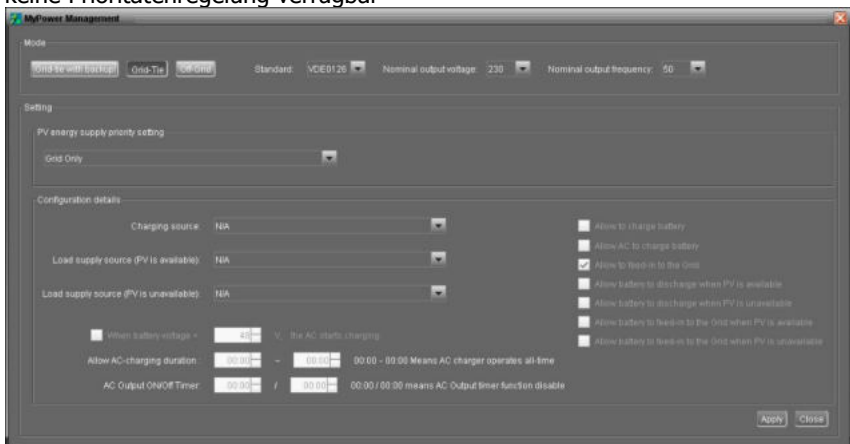 Keine Prioritätenregelung verfügbar
MyPower Management
Mode
Grid-tie with backup Grid-Tie Off-Grid Standard: VDE0126 Nominal output voltage: 230 Nominal output frequency: 50
Setting
PV energy supply priority setting
Grid Only
Configuration details
Charging source: N/A
Allow to charge battery
Allow AC to charge battery
Load supply source (PV is available): N/A
Allow to feed-in to the Grid
Allow battery to discharge when PV is available
Load supply source (PV is unavailable): N/A
Allow battery to discharge when PV is unavailable
Allow battery to feed-in to the Grid when PV is available
When battery voltage < 48 V, the AC starts charging
Allow battery to feed-in to the Grid when PV is unavailable
Allow AC-charging duration: 00:00 ~ 00:00 00:00 - 00:00 Means AC charger operates all-time
AC Output ON/Off Timer: 00:00 / 00:00 00:00 / 00:00 means AC Output timer function disable
Apply Close